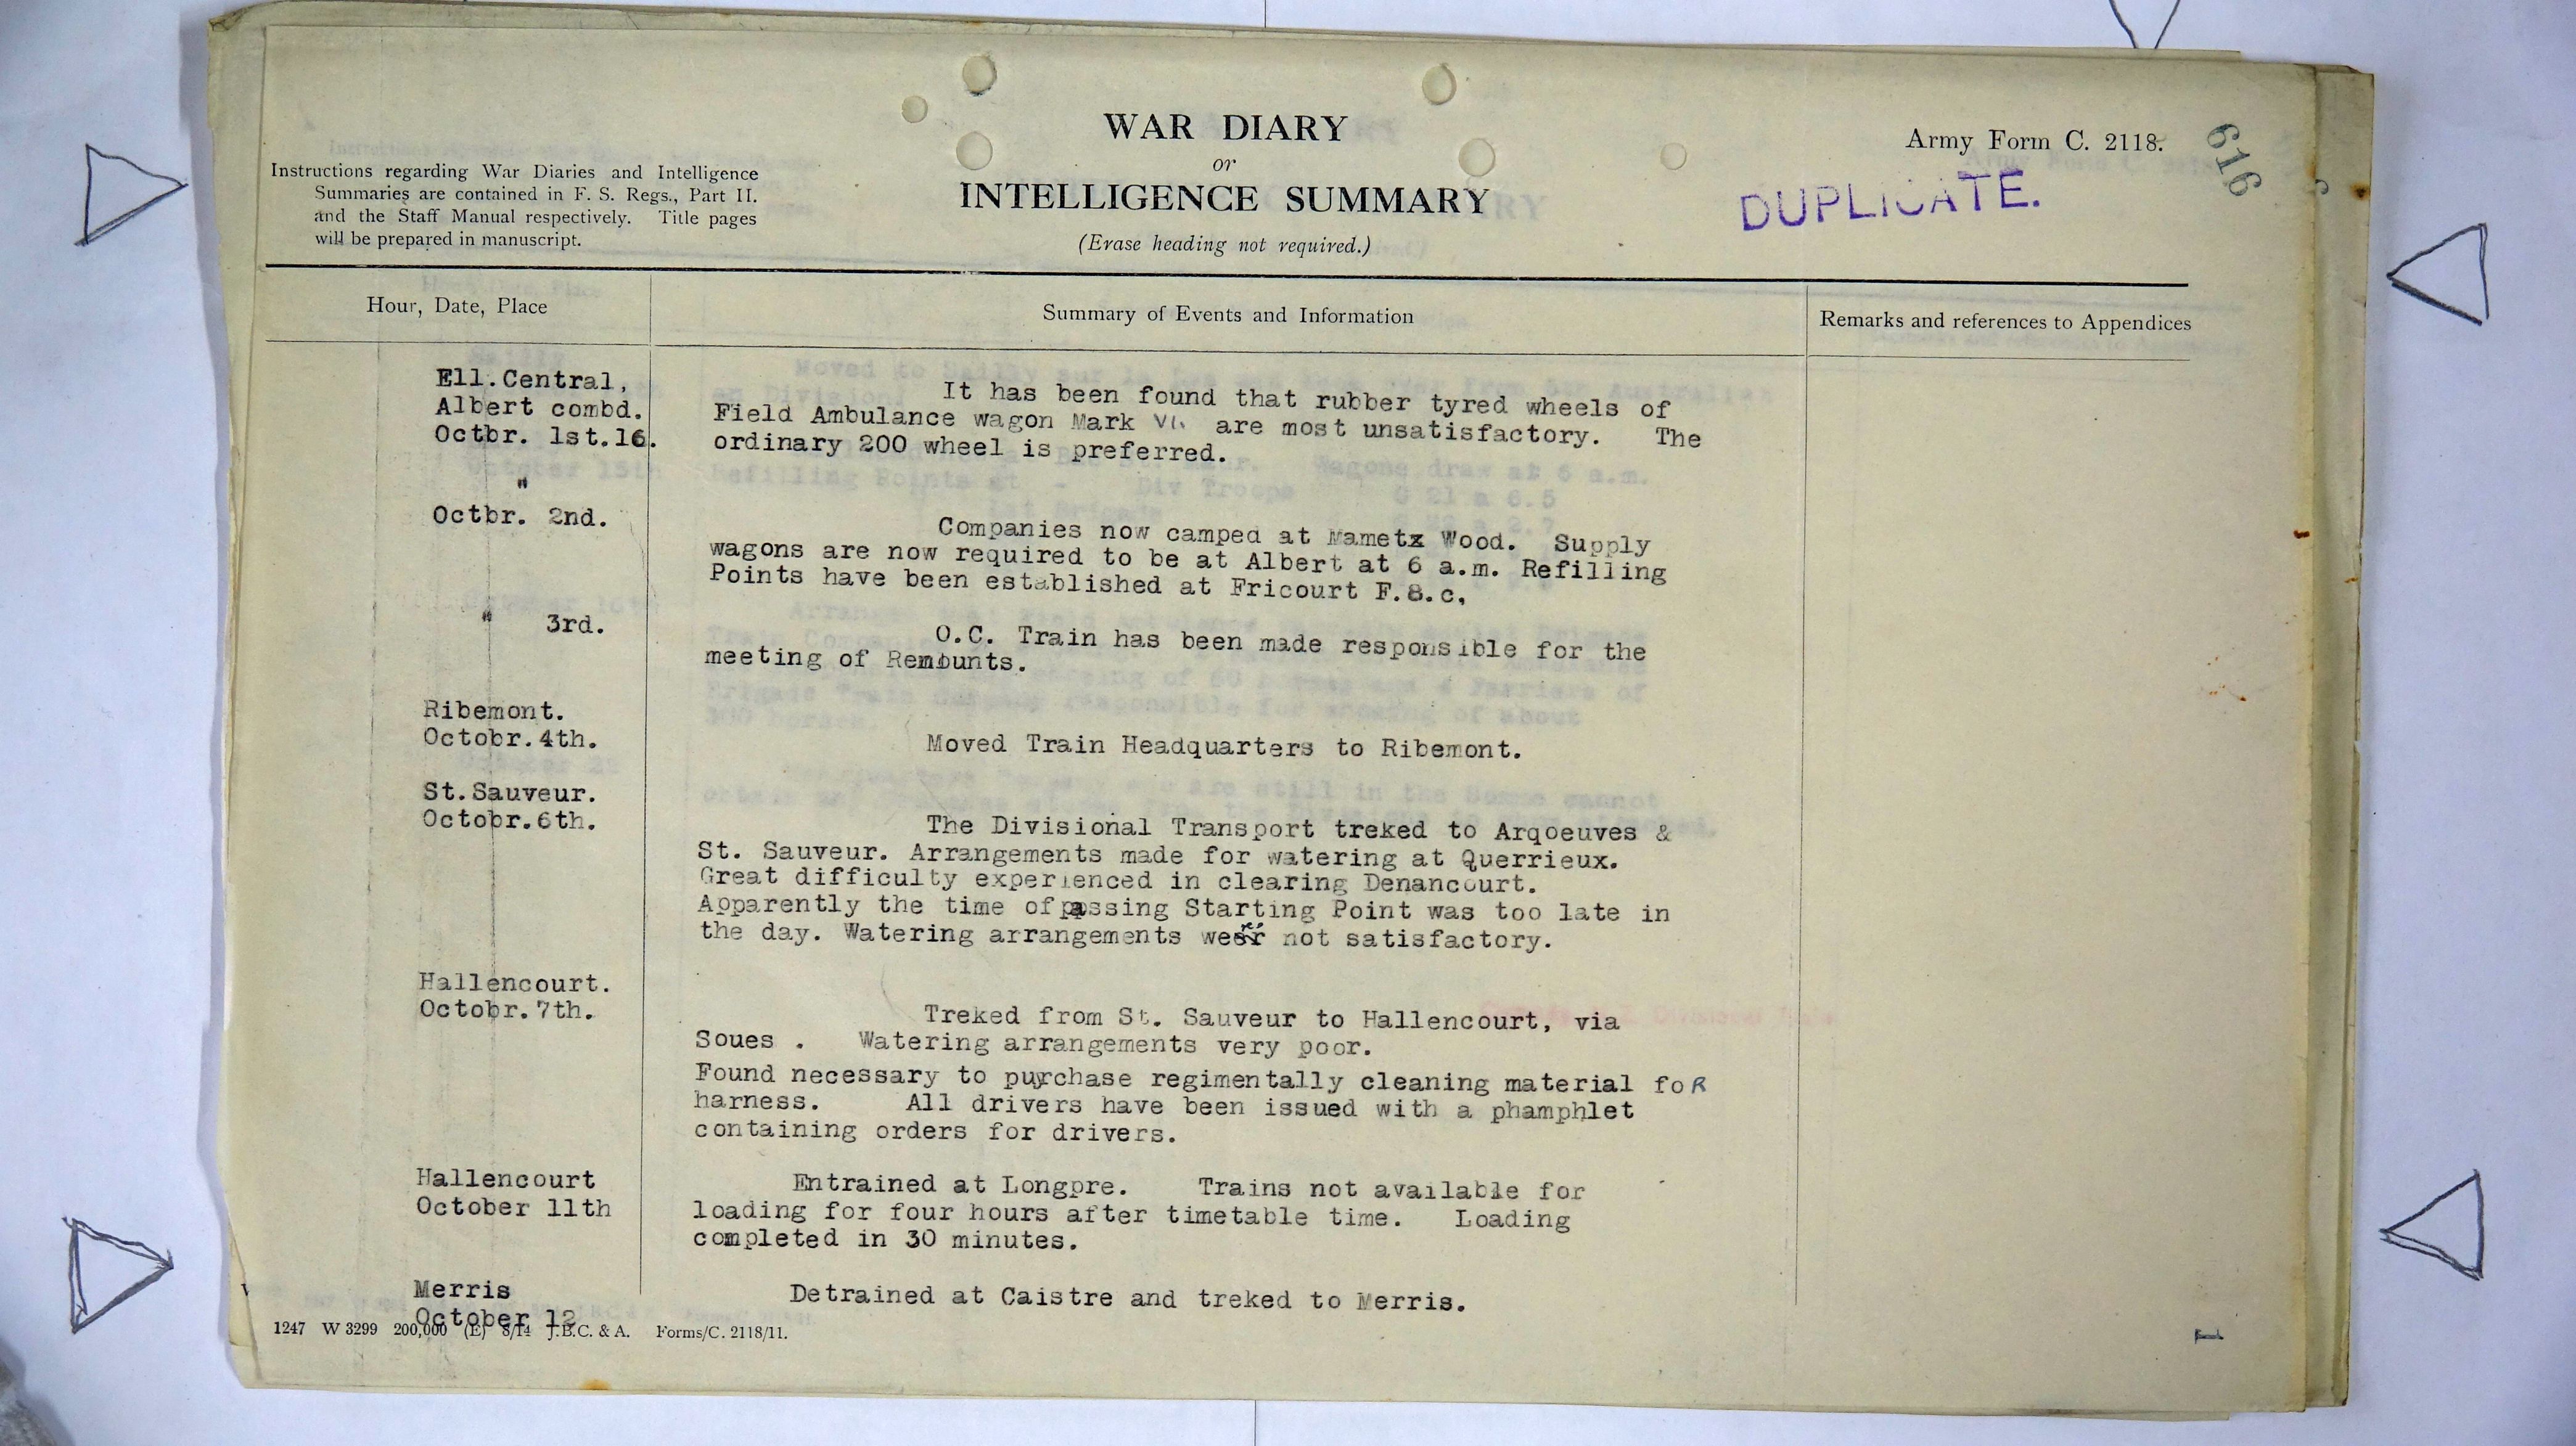 WAR DIARY
or
INTELLIGENCE SUMMARY
(Erase heading not required.)
Army Form C. 2118.
616
DUPLICATE.
Instructions regarding War Diaries and Intelligence
Summaries are contained in F. S. Regs., Part II.
and the Staff Manual respectively. Title pages
will be prepared in manuscript.
Hour, Date, Place
Summary of Events and Information
Remarks and references to Appendices
Ell.Central,
Albert combd.
Octbr. 1st.16.
It has been found that rubber tyred wheels of
Field Ambulance wagon Mark VI. are most unsatisfactory. The
ordinary 200 wheel is preferred.
"
Octbr. 2nd.
Companies now camped at Mametz Wood. Supply
wagons are now required to be at Albert at 6 a.m. Refilling
Points have been established at Fricourt F.8.c,
" 3rd.
O.C. Train has been made responsible for the
meeting of Remounts.
Ribemont.
Octobr.4th.
Moved Train Headquarters to Ribemont.
St.Sauveur.
Octobr.6th.
The Divisional Transport treked to Arqoeuves &
St. Sauveur. Arrangements made for watering at Querrieux.
Great difficulty experienced in clearing Denancourt.
Apparently the time of passing Starting Point was too late in
the day. Watering arrangements were not satisfactory.
Hallencourt.
Octobr.7th.
Treked from St. Sauveur to Hallencourt, via
Soues . Watering arrangements very poor.
Found necessary to purchase regimentally cleaning material foR
harness. All drivers have been issued with a phamphlet
containing orders for drivers.
Hallencourt
October 11th
Entrained at Longpre. Trains not available for
loading for four hours after timetable time. Loading
completed in 30 minutes.
Merris
October 12
Detrained at Caistre and treked to Merris.
1247 W 3299 200,000 (E) 8/14 J.B.C. & A. Forms/C. 2118/11.
1